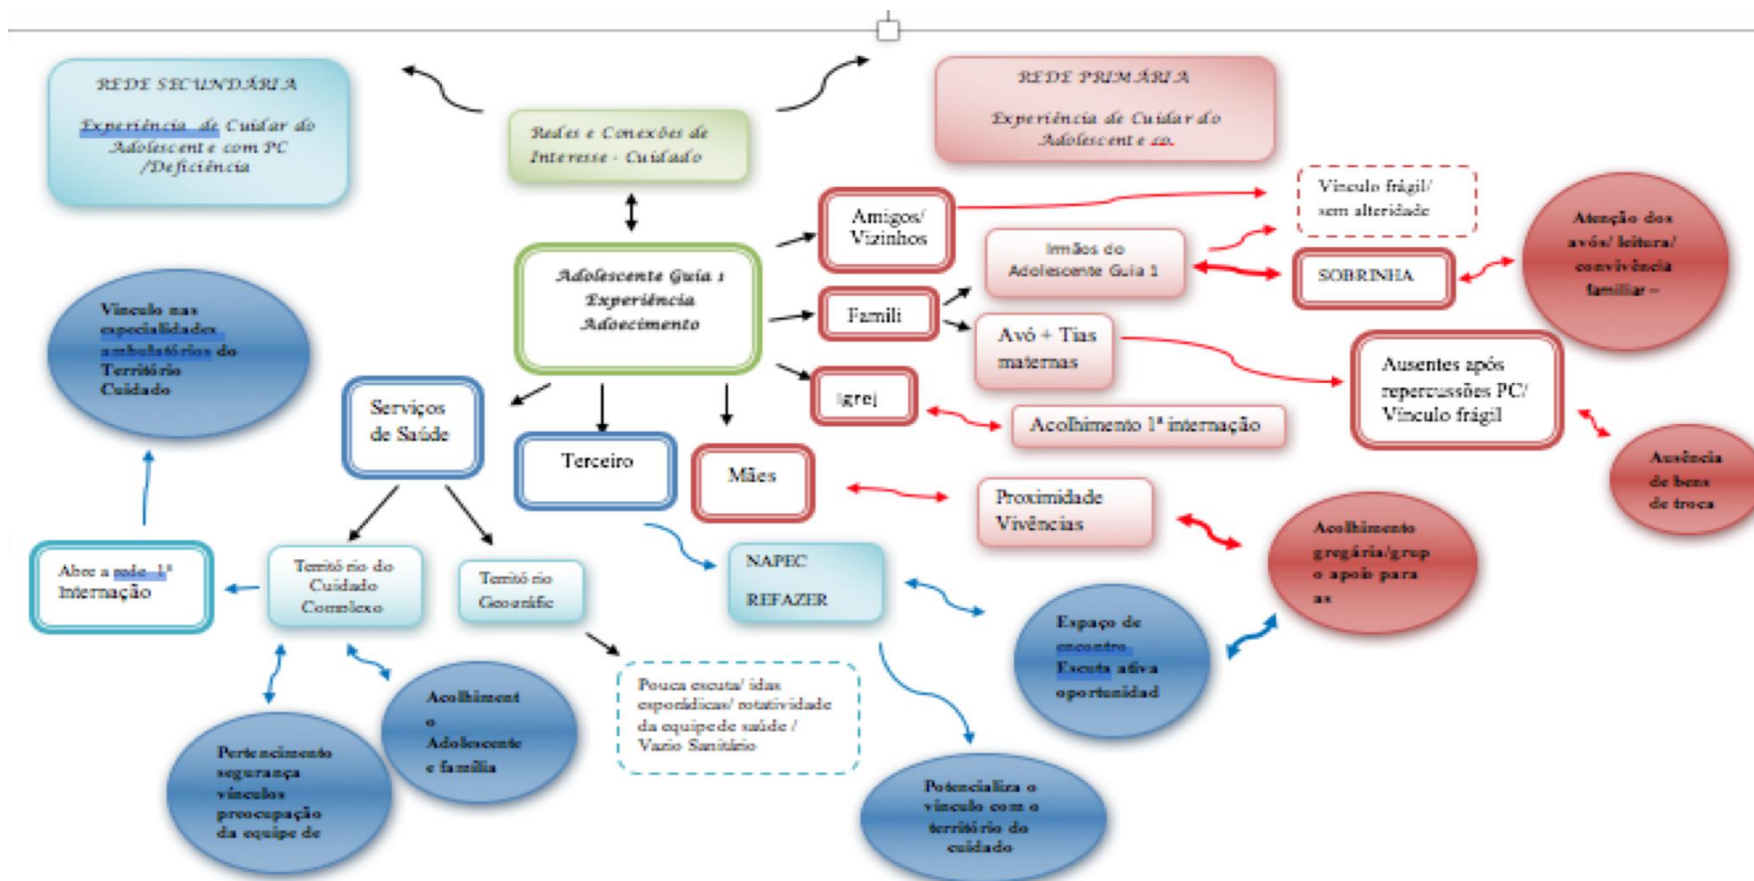 REDE SECUNDÁRIA
Experiência de Cuidar do
Adolescente com PC
/Deficiência
Redes e Conexões de
Interesse - Cuidado
REDE PRIMÁRIA
Experiência de Cuidar do
Adolescente co.
Adolescente Guia 1
Experiência
Adoecimento
Amigos/
Vizinhos
Vínculo frágil/
sem alteridade
Irmãos do
Adolescente Guia 1
SOBRINHA
Atenção dos
avós/ leitura/
convivência
familiar –
Famíli
Avó + Tias
maternas
Ausentes após
repercussões PC/
Vínculo frágil
Ausência
de bens
de troca
Igrej
Acolhimento 1ª internação
Vínculo nas
especialidades
ambulatórios do
Território
Cuidado
Serviços
de Saúde
Terceiro
Mães
Proximidade
Vivências
Acolhimento
gregária/grup
o apoio para
as
Abre a rede 1ª
Internação
Território do
Cuidado
Complexo
Território
Geográfic
NAPEC
REFAZER
Espaço de
encontro
Escuta ativa
oportunidad
Pouca escuta/ idas
esporádicas/ rotatividade
da equipe de saúde /
Vazio Sanitário
Acolhiment
o
Adolescente
e família
Pertencimento
segurança
vínculos
preocupação
da equipe de
Potencializa o
vínculo com o
território do
cuidado